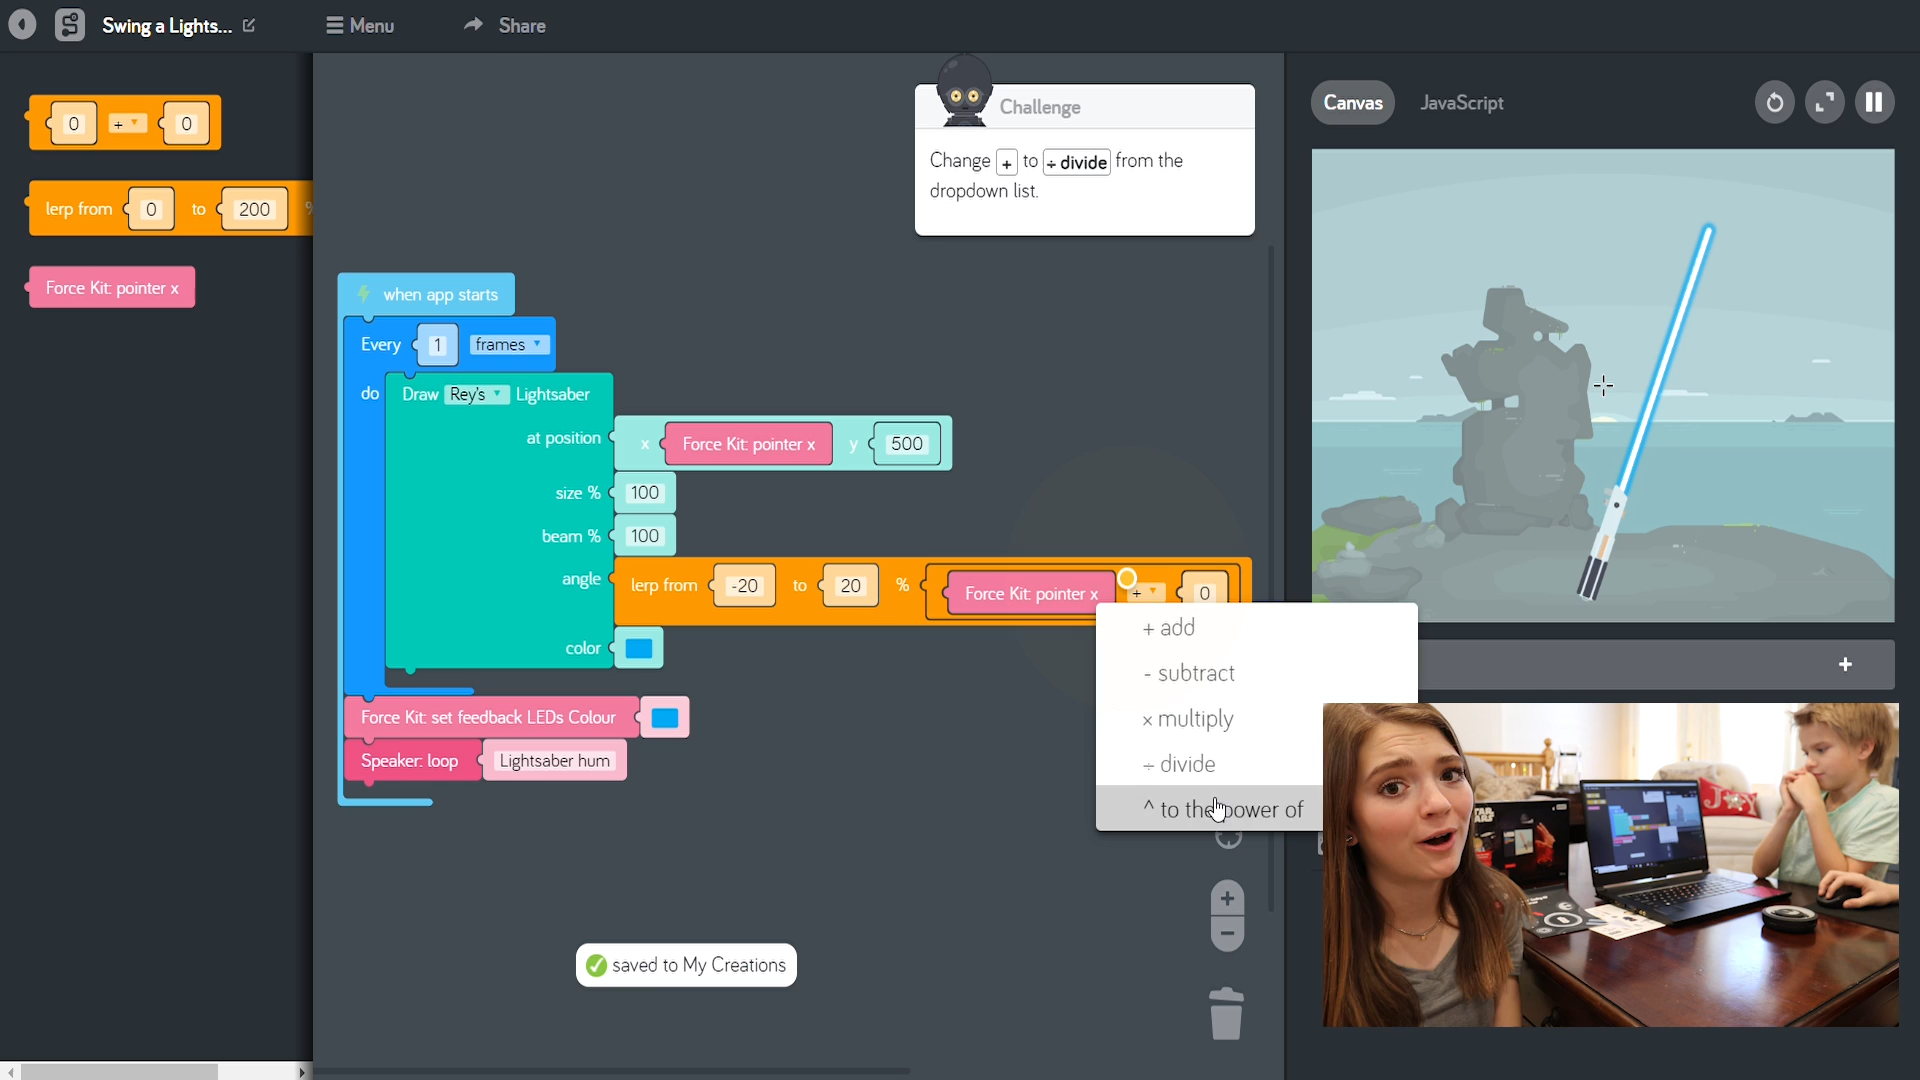 Swing a Lights...
Menu
Share
0 + 0
lerp from 0 to 200 %
Force Kit: pointer x
Challenge
Change + to ÷ divide from the
dropdown list.
when app starts
Every 1 frames
do
Draw Rey's Lightsaber
at position x Force Kit: pointer x y 500
size % 100
beam % 100
angle lerp from -20 to 20 % Force Kit: pointer x + 0
color
Force Kit: set feedback LEDs Colour
Speaker: loop Lightsaber hum
+ add
- subtract
× multiply
÷ divide
^ to the power of
saved to My Creations
Canvas
JavaScript
+
STAR
WARS
Joy